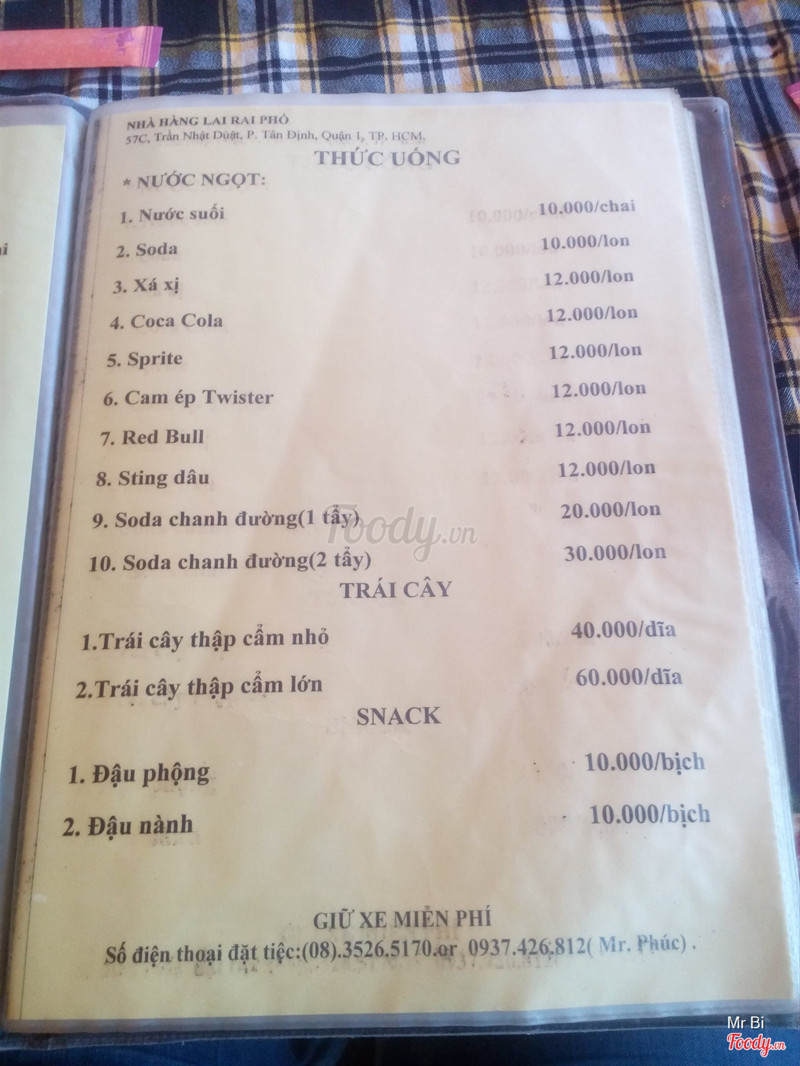 NHÀ HÀNG LAI RAI PHỐ
57C, Trần Nhật Duật, P. Tân Định, Quận 1, TP. HCM,
THỨC UỐNG
* NƯỚC NGỌT:
1. Nước suối 10.000/chai
2. Soda 10.000/lon
3. Xá xị 12.000/lon
4. Coca Cola 12.000/lon
5. Sprite 12.000/lon
6. Cam ép Twister 12.000/lon
7. Red Bull 12.000/lon
8. Sting dâu 12.000/lon
9. Soda chanh đường(1 tẩy) 20.000/lon
10. Soda chanh đường(2 tẩy) 30.000/lon
TRÁI CÂY
1.Trái cây thập cẩm nhỏ 40.000/dĩa
2.Trái cây thập cẩm lớn 60.000/dĩa
SNACK
1. Đậu phộng 10.000/bịch
2. Đậu nành 10.000/bịch
GIỮ XE MIỄN PHÍ
Số điện thoại đặt tiệc:(08).3526.5170.or 0937.426.812( Mr. Phúc) .
Foody.vn
Mr Bi
Foody.vn